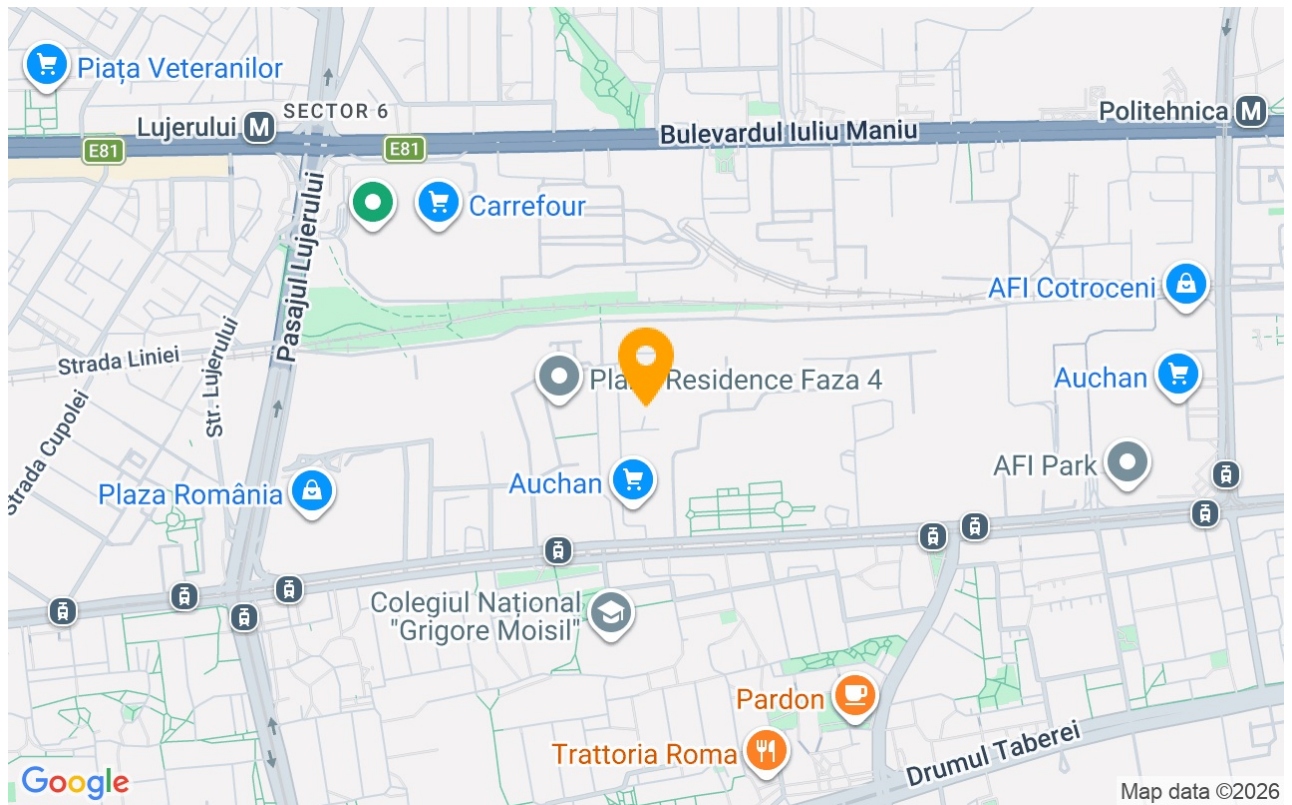 Piața Veteranilor
SECTOR 6
Lujerului M
Politehnica M
Bulevardul Iuliu Maniu
E81
E81
Carrefour
Pasajul Lujerului
AFI Cotroceni
Strada Liniei
Str. Lujerului
Residence Faza 4
Auchan
Strada Cupolei
AFI Park
Auchan
Plaza România
Colegiul Național
"Grigore Moisil"
Pardon
Trattoria Roma
Drumul Taberei
Google
Map data ©2026